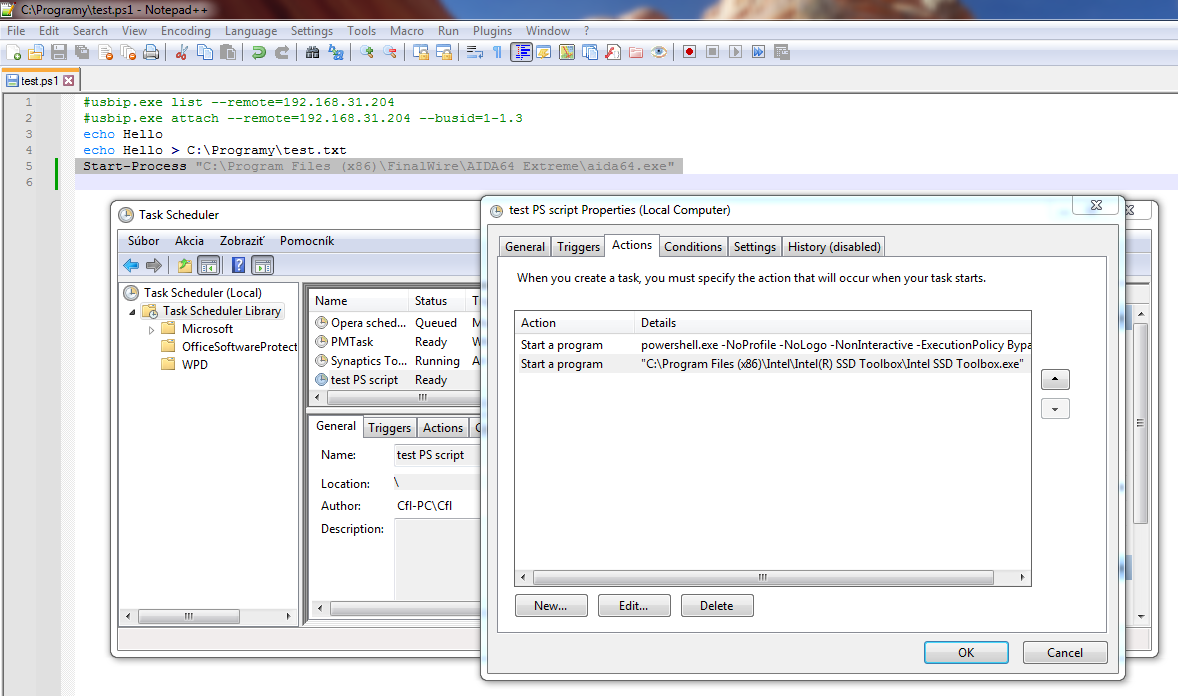 C:\Programy\test.ps1 - Notepad++
File Edit Search View Encoding Language Settings Tools Macro Run Plugins Window ?
test.ps1
1 #usbip.exe list --remote=192.168.31.204
2 #usbip.exe attach --remote=192.168.31.204 --busid=1-1.3
3 echo Hello
4 echo Hello > C:\Programy\test.txt
5 Start-Process "C:\Program Files (x86)\FinalWire\AIDA64 Extreme\aida64.exe"
6
Task Scheduler
Súbor Akcia Zobraziť Pomocník
Task Scheduler (Local)
Task Scheduler Library
Microsoft
OfficeSoftwareProtect
WPD
Name Status T
Opera sched... Queued M
PMTask Ready W
Synaptics To... Running A
test PS script Ready
General Triggers Actions C
Name: test PS script
Location: \
Author: Cfl-PC\Cfl
Description:
test PS script Properties (Local Computer)
General Triggers Actions Conditions Settings History (disabled)
When you create a task, you must specify the action that will occur when your task starts.
Action Details
Start a program powershell.exe -NoProfile -NoLogo -NonInteractive -ExecutionPolicy Bypa
Start a program "C:\Program Files (x86)\Intel\Intel(R) SSD Toolbox\Intel SSD Toolbox.exe"
New... Edit... Delete
OK Cancel